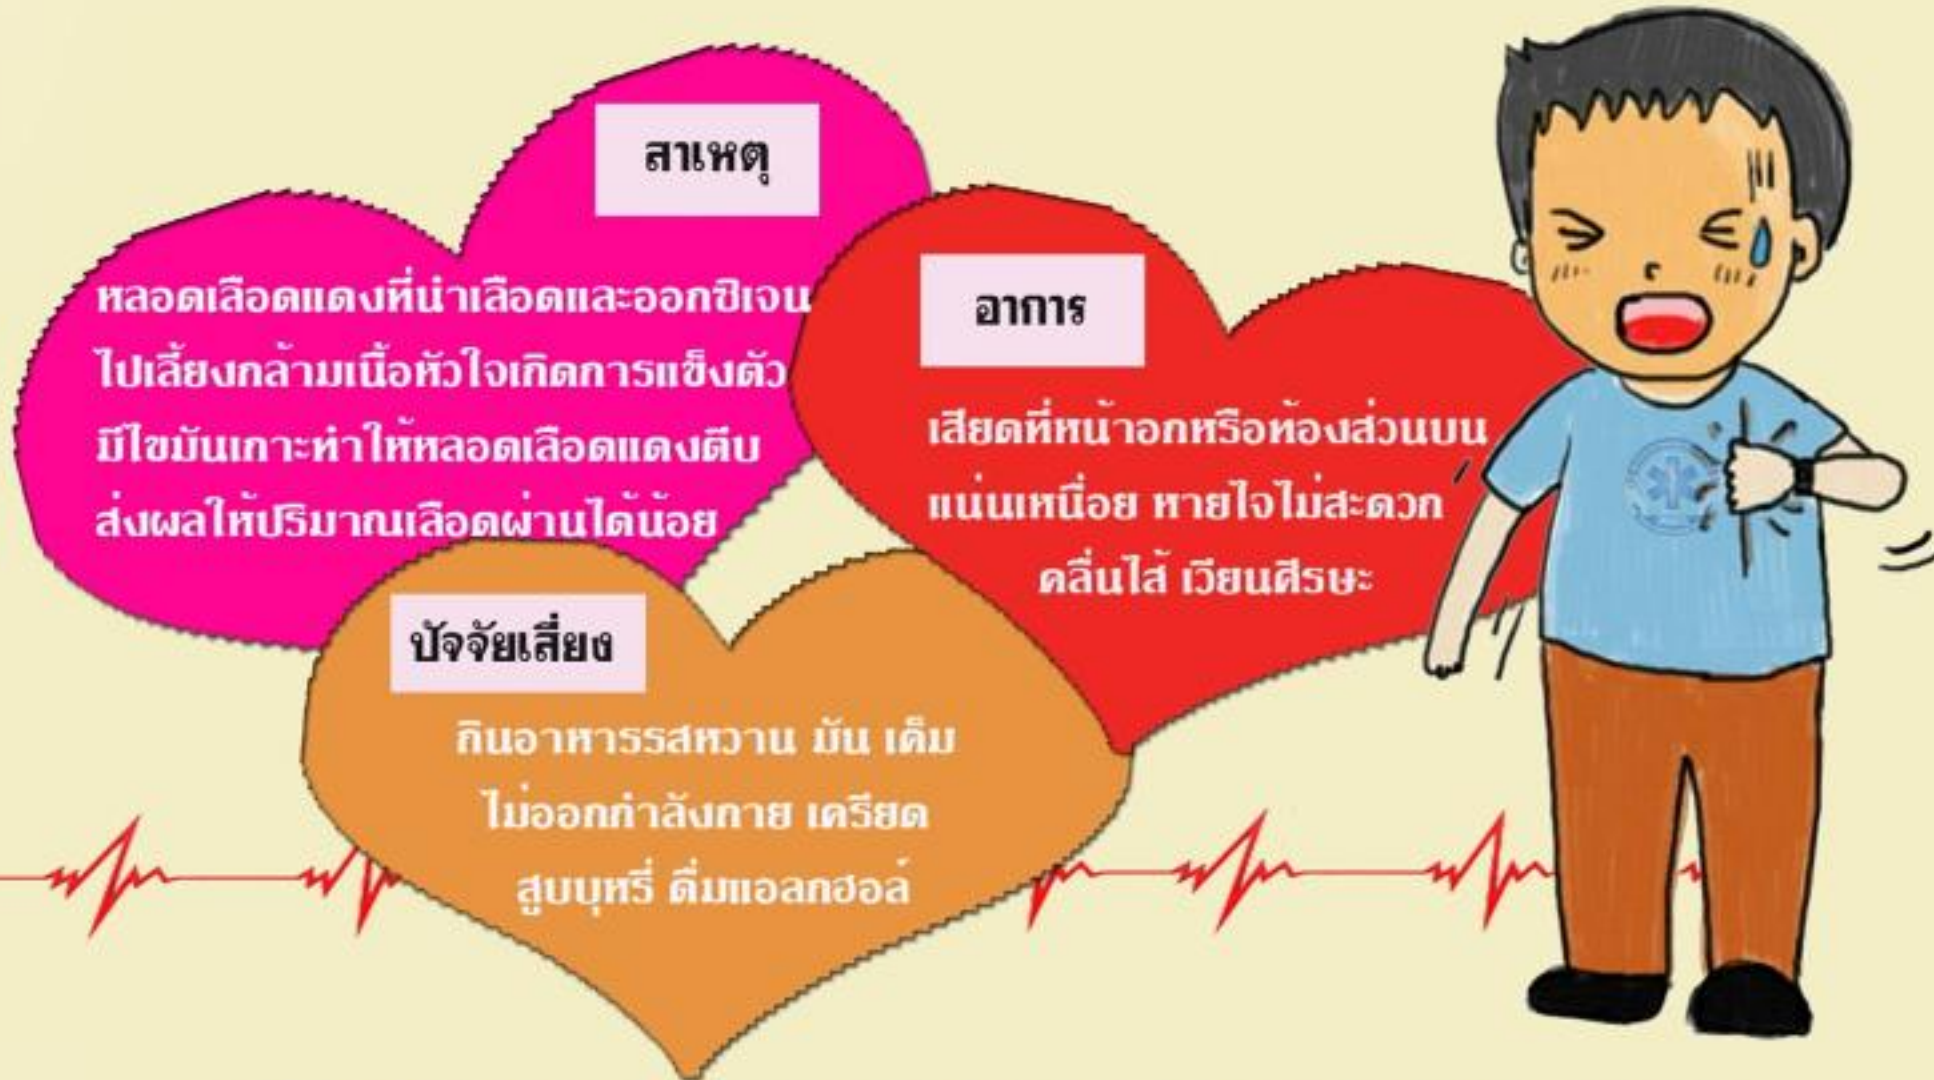 สาเหตุ
หลอดเลือดแดงที่นำเลือดและออกซิเจน
ไปเลี้ยงกล้ามเนื้อหัวใจเกิดการแข็งตัว
มีไขมันเกาะทำให้หลอดเลือดแดงตีบ
ส่งผลให้ปริมาณเลือดผ่านได้น้อย
อาการ
เสียดที่หน้าอกหรือท้องส่วนบน
แน่นเหนื่อย หายใจไม่สะดวก
คลื่นไส้ เวียนศีรษะ
ปัจจัยเสี่ยง
กินอาหารรสหวาน มัน เค็ม
ไม่ออกกำลังกาย เครียด
สูบบุหรี่ ดื่มแอลกฮอล์